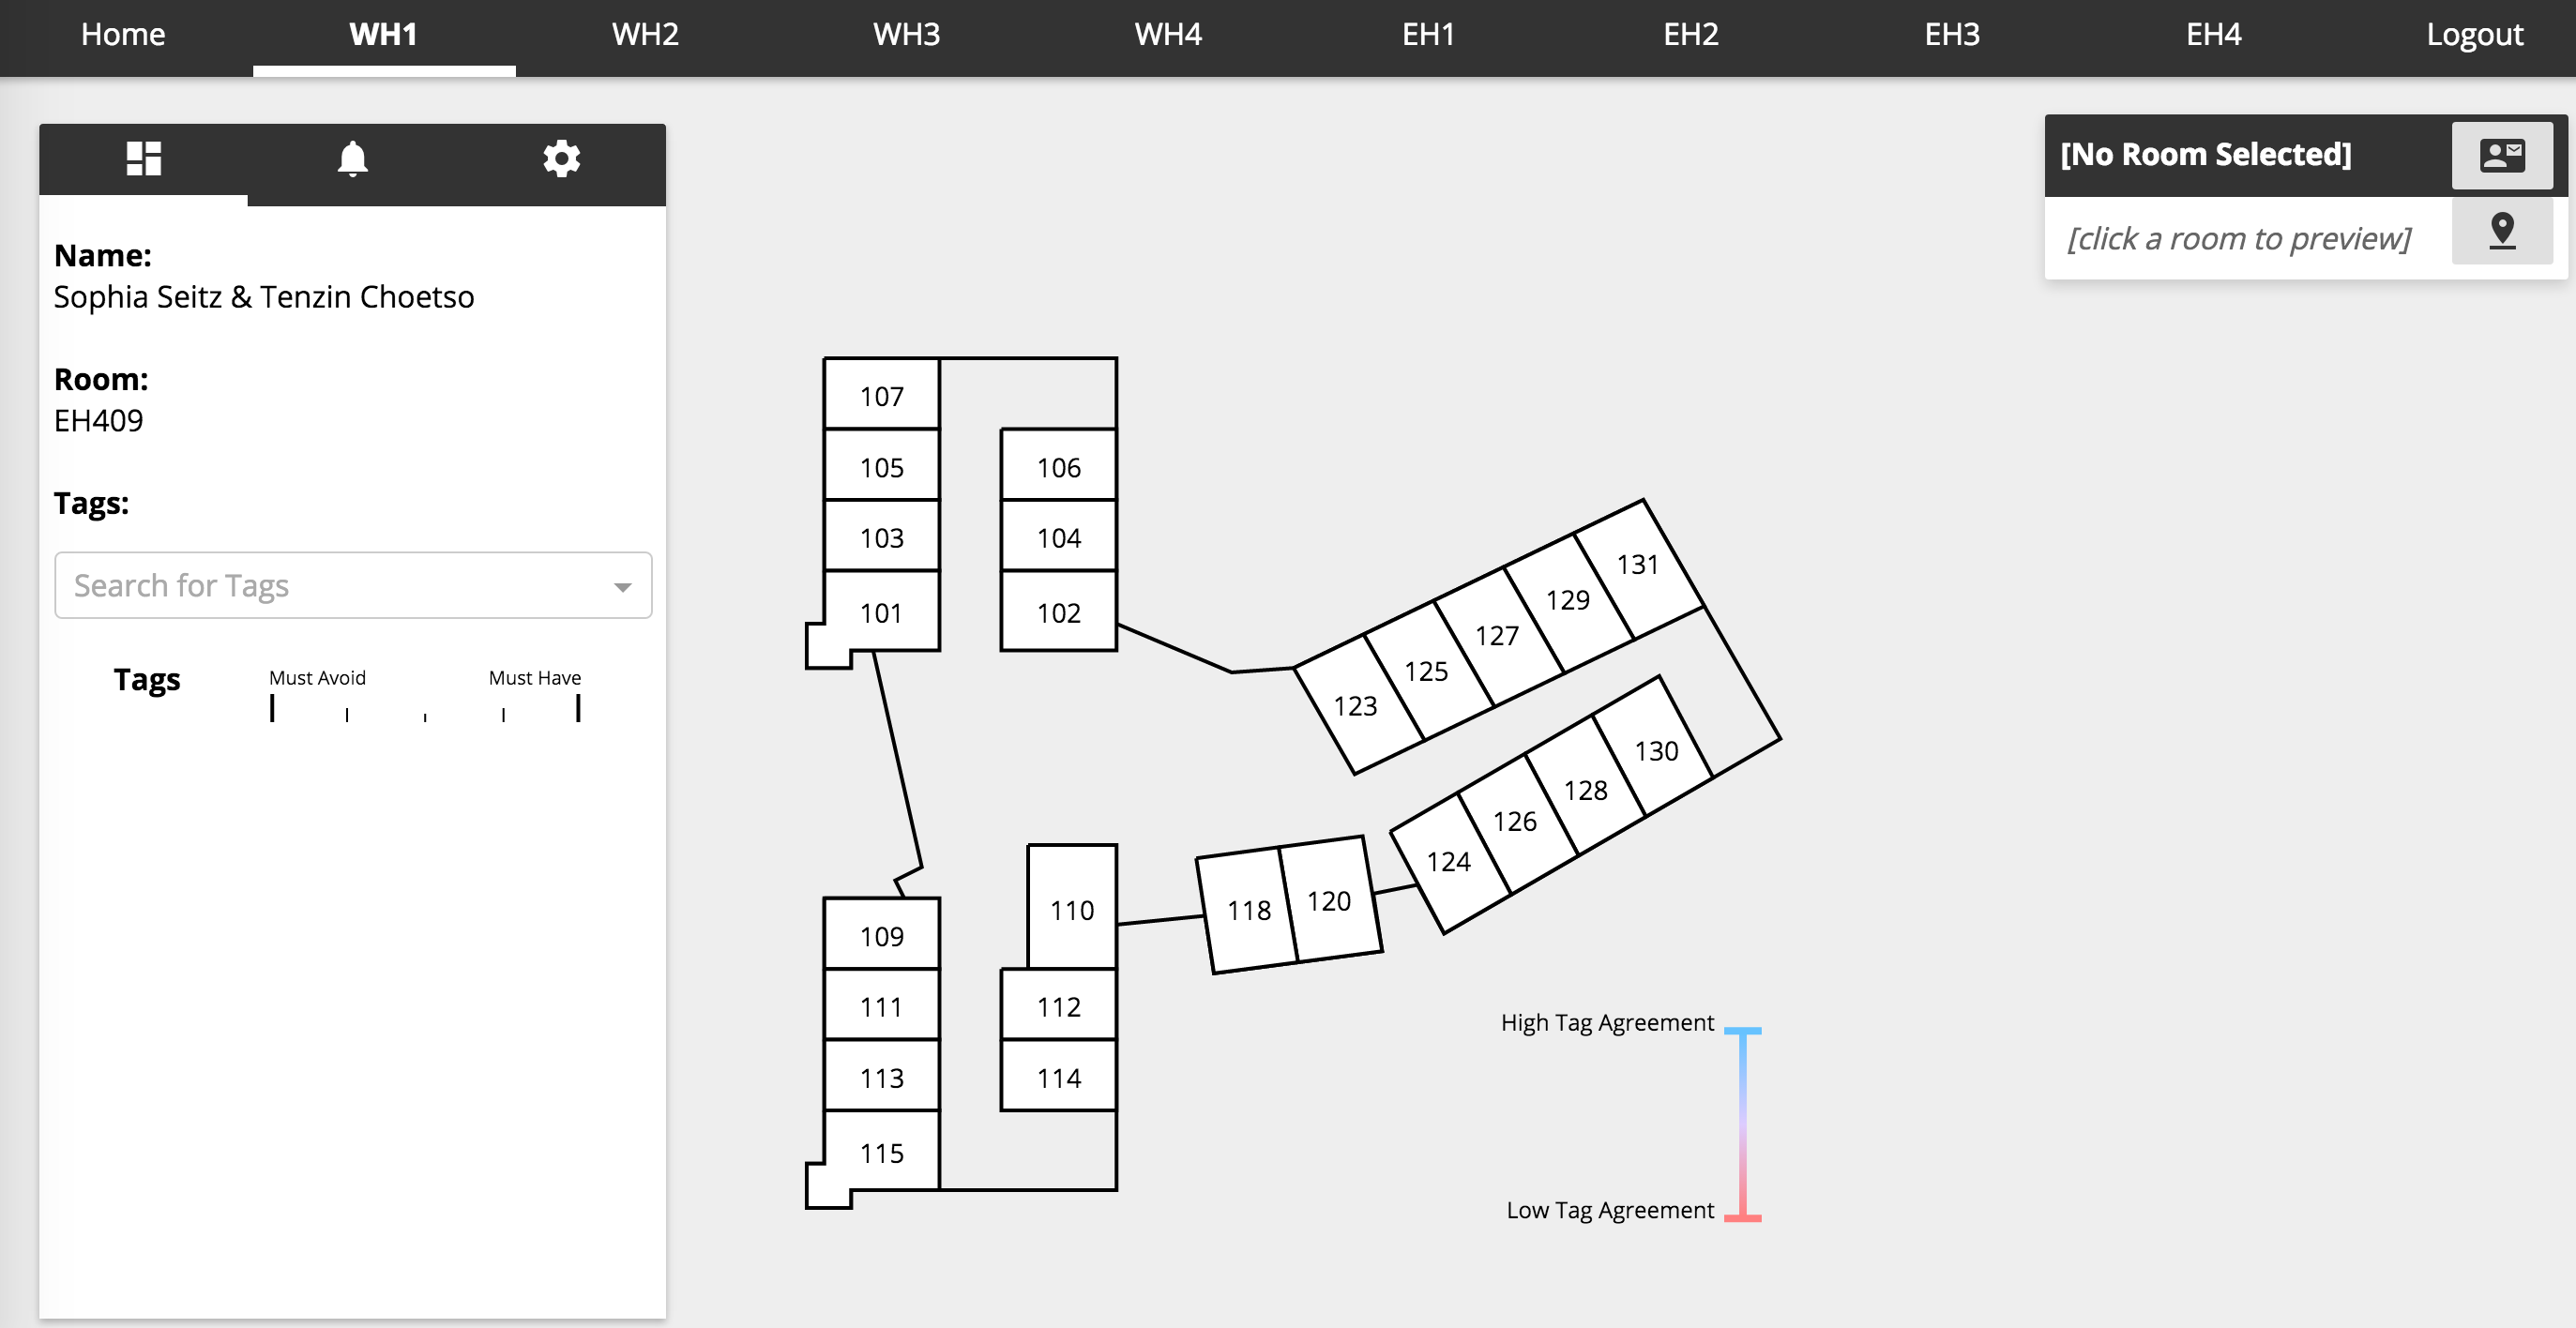 Home WH1 WH2 WH3 WH4 EH1 EH2 EH3 EH4 Logout
Name:
Sophia Seitz & Tenzin Choetso
Room:
EH409
Tags:
Search for Tags
Tags Must Avoid Must Have
[No Room Selected]
[click a room to preview]
107
105 106
103 104
101 102
131
129
127
125
123
130
128
126
124
120
118
110
109
111 112
113 114
115
High Tag Agreement
Low Tag Agreement